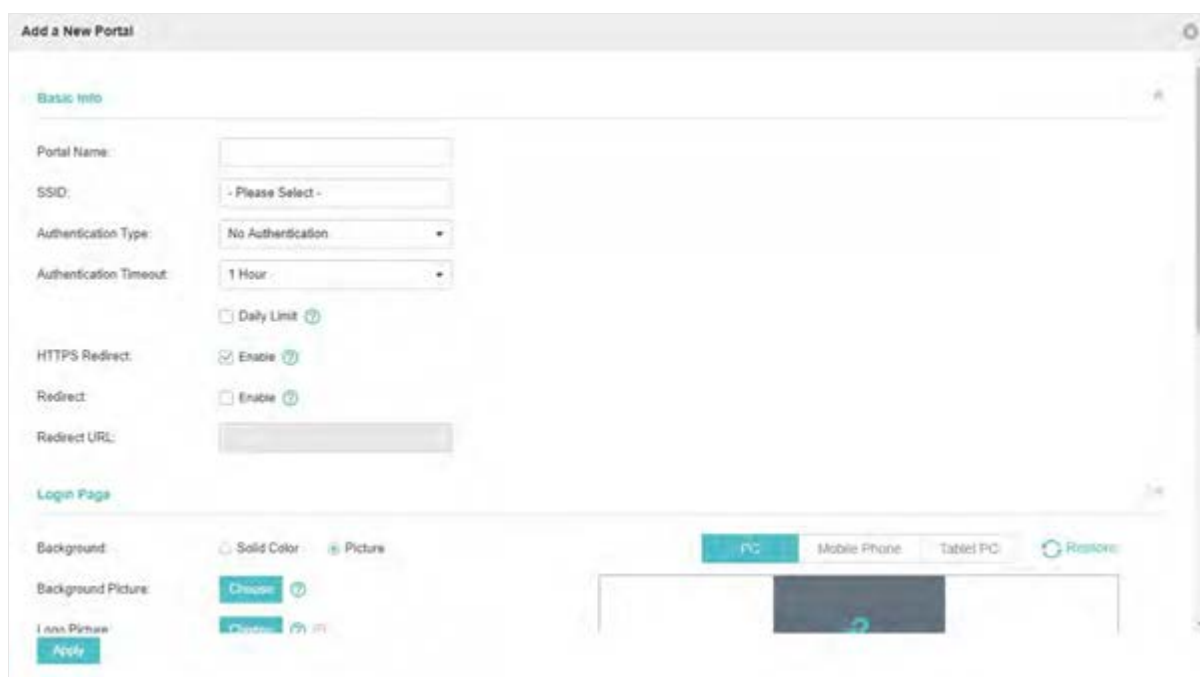 Add a New Portal
Basic Info
Portal Name:
SSID: - Please Select -
Authentication Type: No Authentication
Authentication Timeout: 1 Hour
Daily Limit
HTTPS Redirect: Enable
Redirect: Enable
Redirect URL:
Login Page
Background: Solid Color Picture PC Mobile Phone Tablet PC Restore
Background Picture: Choose
Logo Picture:
Apply